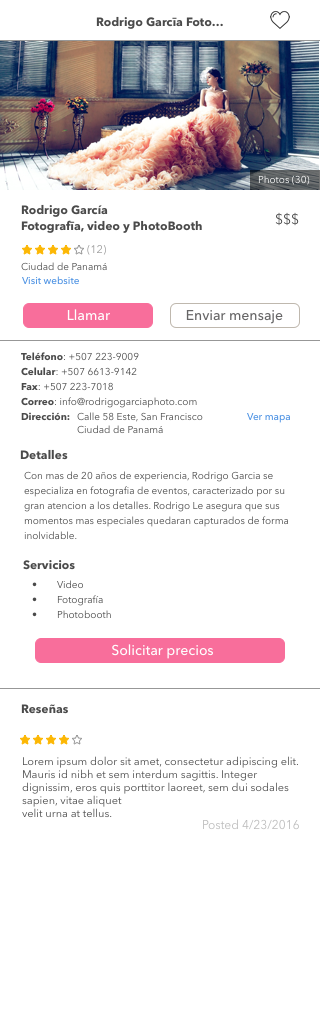 Rodrigo García Foto...
Photos (30)
Rodrigo García
Fotografía, video y PhotoBooth
$$$
(12)
Ciudad de Panamá
Visit website
Llamar
Enviar mensaje
Teléfono: +507 223-9009
Celular: +507 6613-9142
Fax: +507 223-7018
Correo: info@rodrigogarciaphoto.com
Dirección: Calle 58 Este, San Francisco Ver mapa
Ciudad de Panamá
Detalles
Con mas de 20 años de experiencia, Rodrigo Garcia se
especializa en fotografia de eventos, caracterizado por su
gran atencion a los detalles. Rodrigo Le asegura que sus
momentos mas especiales quedaran capturados de forma
inolvidable.
Servicios
• Video
• Fotografía
• Photobooth
Solicitar precios
Reseñas
Lorem ipsum dolor sit amet, consectetur adipiscing elit.
Mauris id nibh et sem interdum sagittis. Integer
dignissim, eros quis porttitor laoreet, sem dui sodales
sapien, vitae aliquet
velit urna at tellus.
Posted 4/23/2016